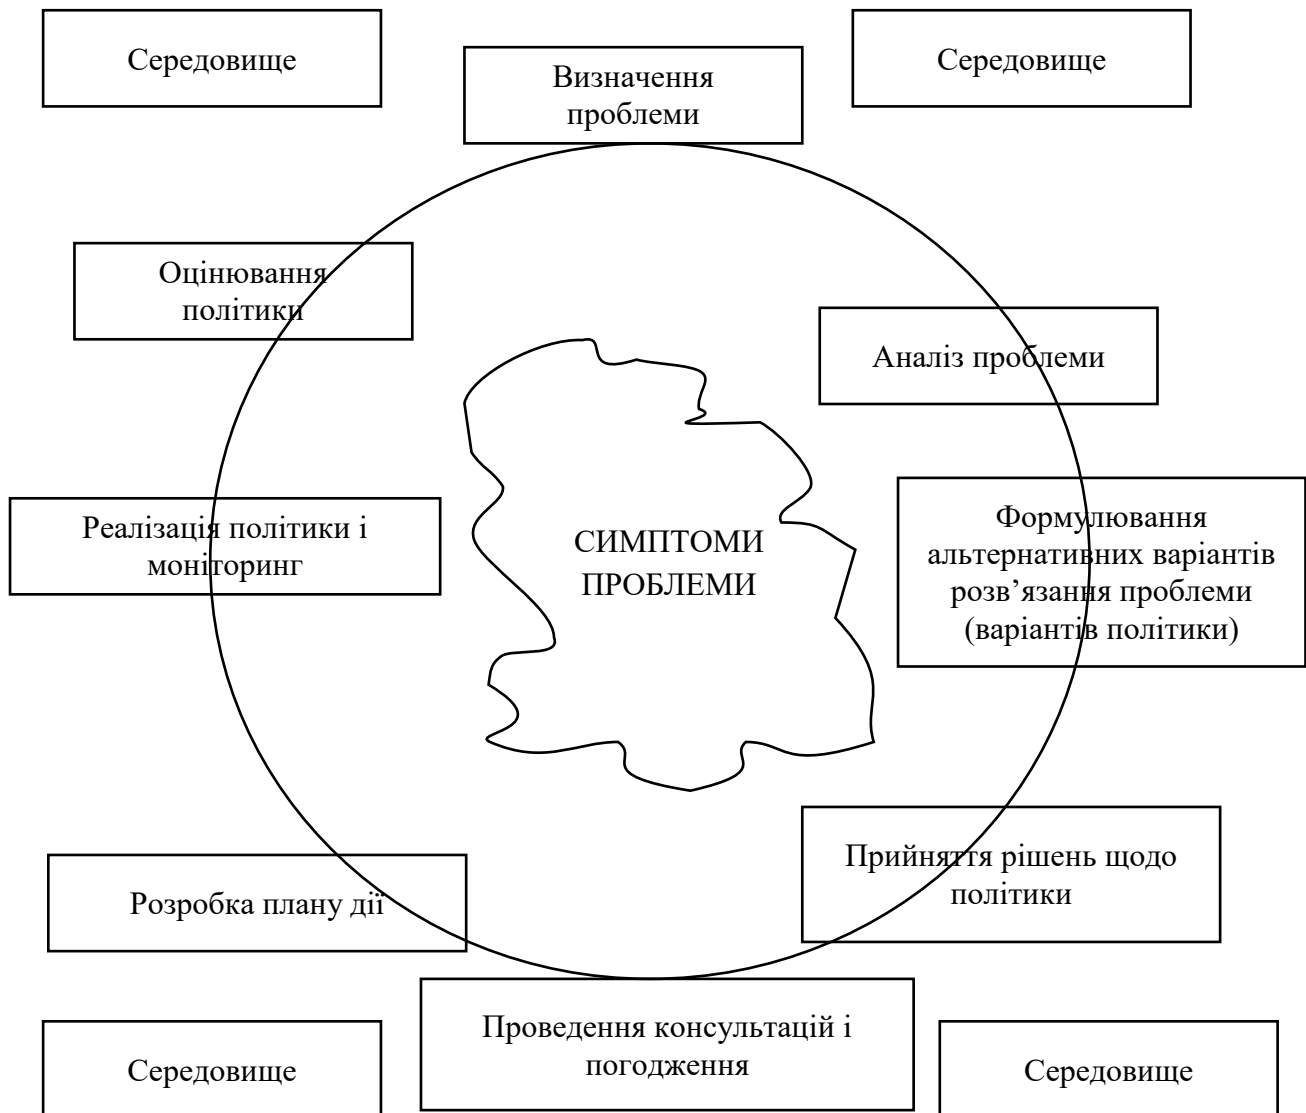 Середовище
Середовище
Визначення
проблеми
Оцінювання
політики
Аналіз проблеми
Реалізація політики і
моніторинг
СИМПТОМИ
ПРОБЛЕМИ
Формулювання
альтернативних варіантів
розв’язання проблеми
(варіантів політики)
Прийняття рішень щодо
політики
Розробка плану дії
Проведення консультацій і
погодження
Середовище
Середовище